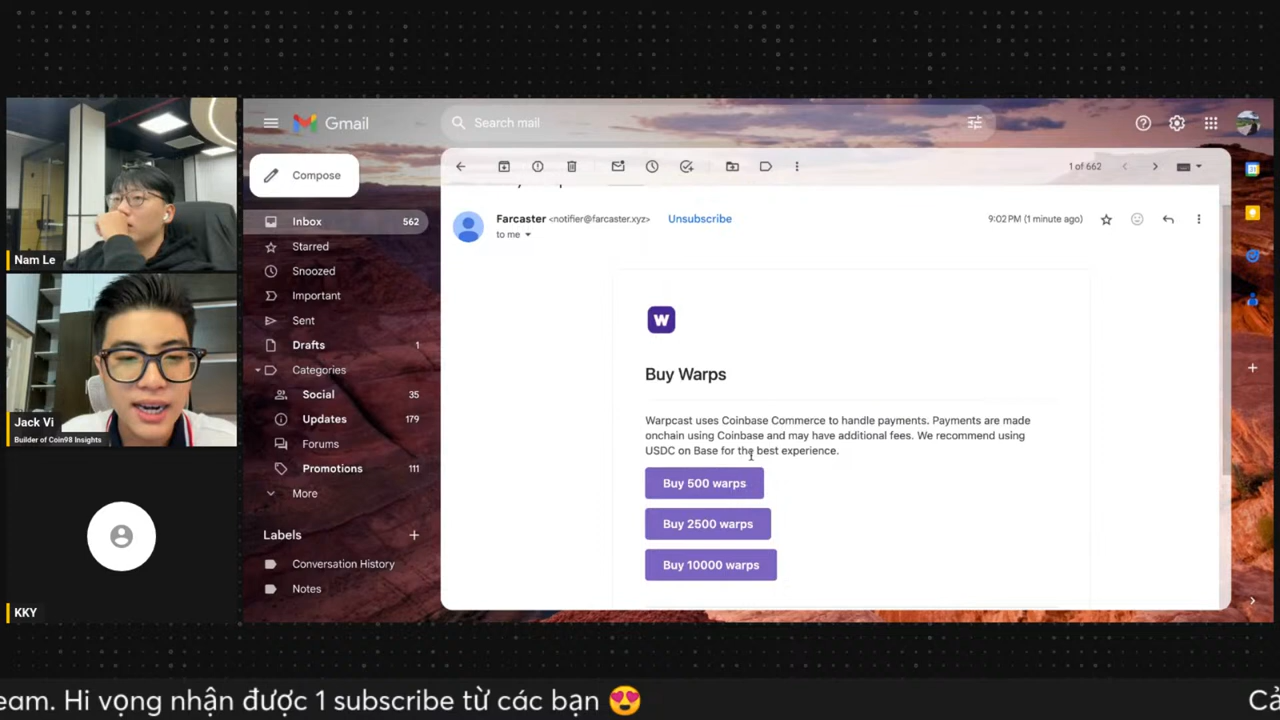 Nam Le
Jack Vi
Builder of Coin98 Insights
KKY
Gmail
Search mail
Compose
Inbox 562
Starred
Snoozed
Important
Sent
Drafts 1
Categories
Social 35
Updates 179
Forums
Promotions 111
More
Labels
Conversation History
Notes
1 of 662
Farcaster <notifier@farcaster.xyz> Unsubscribe
9:02 PM (1 minute ago)
to me
W
Buy Warps
Warpcast uses Coinbase Commerce to handle payments. Payments are made
onchain using Coinbase and may have additional fees. We recommend using
USDC on Base for the best experience.
Buy 500 warps
Buy 2500 warps
Buy 10000 warps
eam. Hi vọng nhận được 1 subscribe từ các bạn 😍 Cả